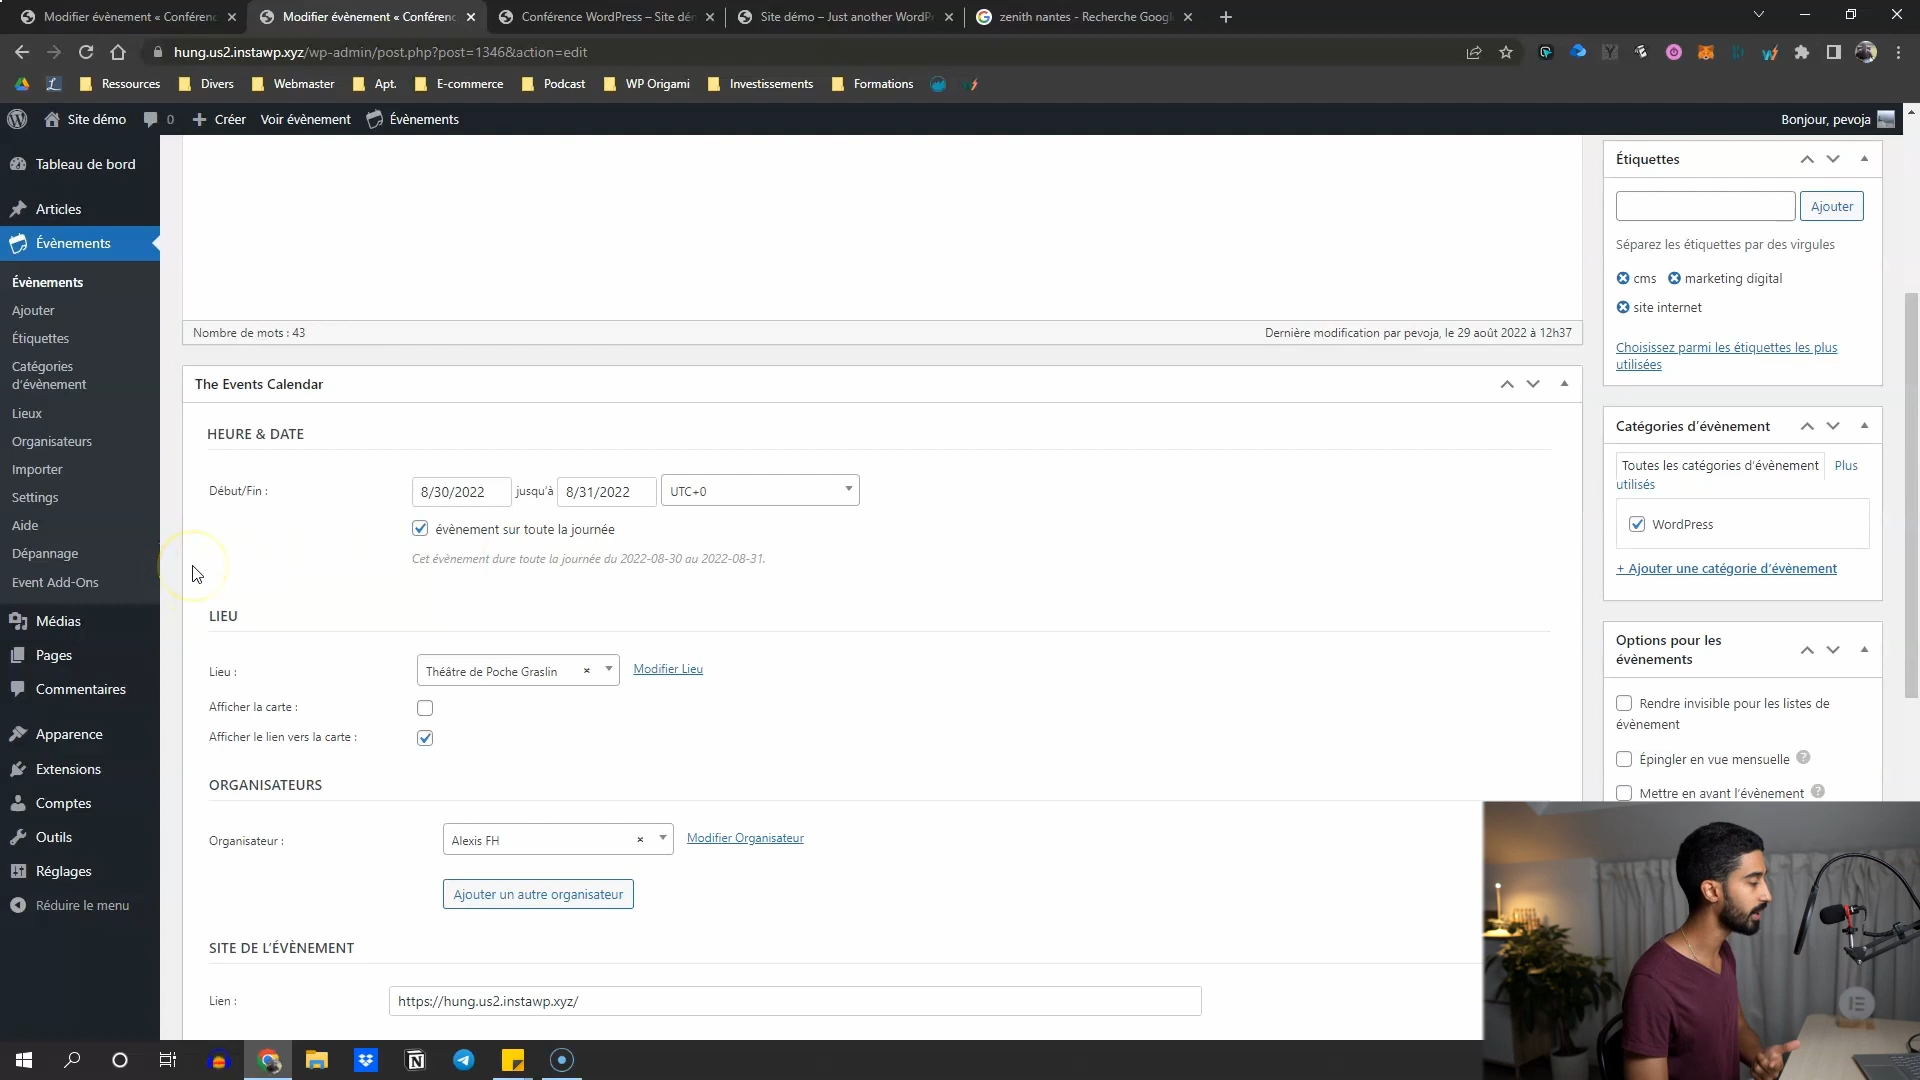 Modifier évènement « Conférenc
Modifier évènement « Conférenc
Conférence WordPress – Site dém
Site démo – Just another WordPr
zenith nantes - Recherche Googl
hung.us2.instawp.xyz/wp-admin/post.php?post=1346&action=edit
Ressources
Divers
Webmaster
Apt.
E-commerce
Podcast
WP Origami
Investissements
Formations
Site démo
0
Créer
Voir évènement
Évènements
Bonjour, pevoja
Tableau de bord
Articles
Évènements
Évènements
Ajouter
Étiquettes
Catégories
d’évènement
Lieux
Organisateurs
Importer
Settings
Aide
Dépannage
Event Add-Ons
Médias
Pages
Commentaires
Apparence
Extensions
Comptes
Outils
Réglages
Réduire le menu
Nombre de mots : 43
Dernière modification par pevoja, le 29 août 2022 à 12h37
The Events Calendar
HEURE & DATE
Début/Fin :
8/30/2022
jusqu'à
8/31/2022
UTC+0
évènement sur toute la journée
Cet évènement dure toute la journée du 2022-08-30 au 2022-08-31.
LIEU
Lieu :
Théâtre de Poche Graslin
Modifier Lieu
Afficher la carte :
Afficher le lien vers la carte :
ORGANISATEURS
Organisateur :
Alexis FH
Modifier Organisateur
Ajouter un autre organisateur
SITE DE L’ÉVÈNEMENT
Lien :
https://hung.us2.instawp.xyz/
Étiquettes
Ajouter
Séparez les étiquettes par des virgules
cms
marketing digital
site internet
Choisissez parmi les étiquettes les plus
utilisées
Catégories d’évènement
Toutes les catégories d’évènement
Plus
utilisés
WordPress
+ Ajouter une catégorie d’évènement
Options pour les
évènements
Rendre invisible pour les listes de
évènement
Épingler en vue mensuelle
Mettre en avant l’évènement